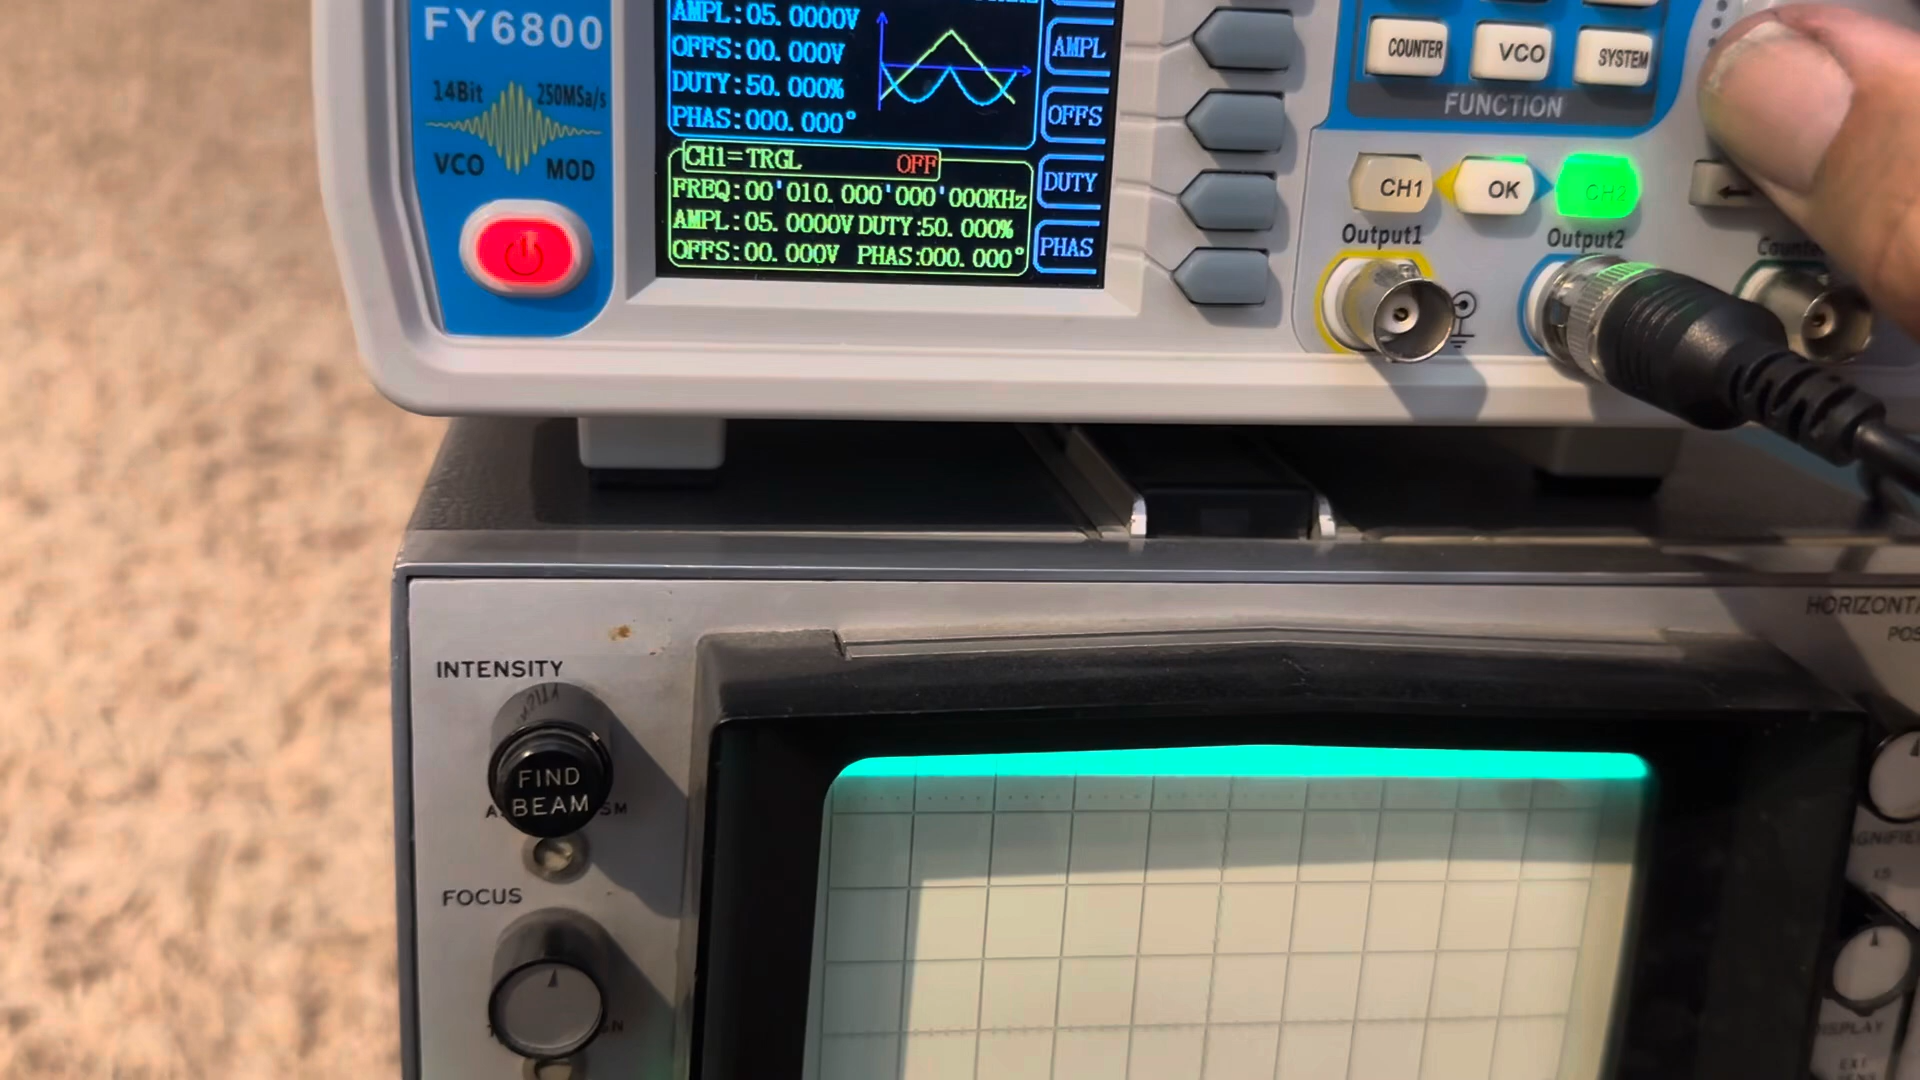 FY6800
14Bit
250MSa/s
VCO
MOD
AMPL:05.0000V
OFFS:00.000V
DUTY:50.000%
PHAS:000.000°
CH1=TRGL
OFF
FREQ:00'010.000'000'000KHz
AMPL:05.0000V DUTY:50.000%
OFFS:00.000V PHAS:000.000°
AMPL
OFFS
DUTY
PHAS
COUNTER
VCO
SYSTEM
FUNCTION
CH1
OK
CH2
Output1
Output2
INTENSITY
FIND
BEAM
FOCUS